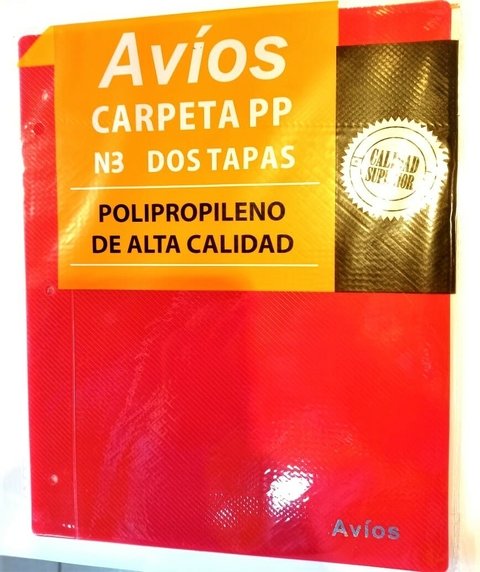 Avíos
CARPETA PP
N3 DOS TAPAS
POLIPROPILENO
DE ALTA CALIDAD
CALIDAD
SUPERIOR
Avíos